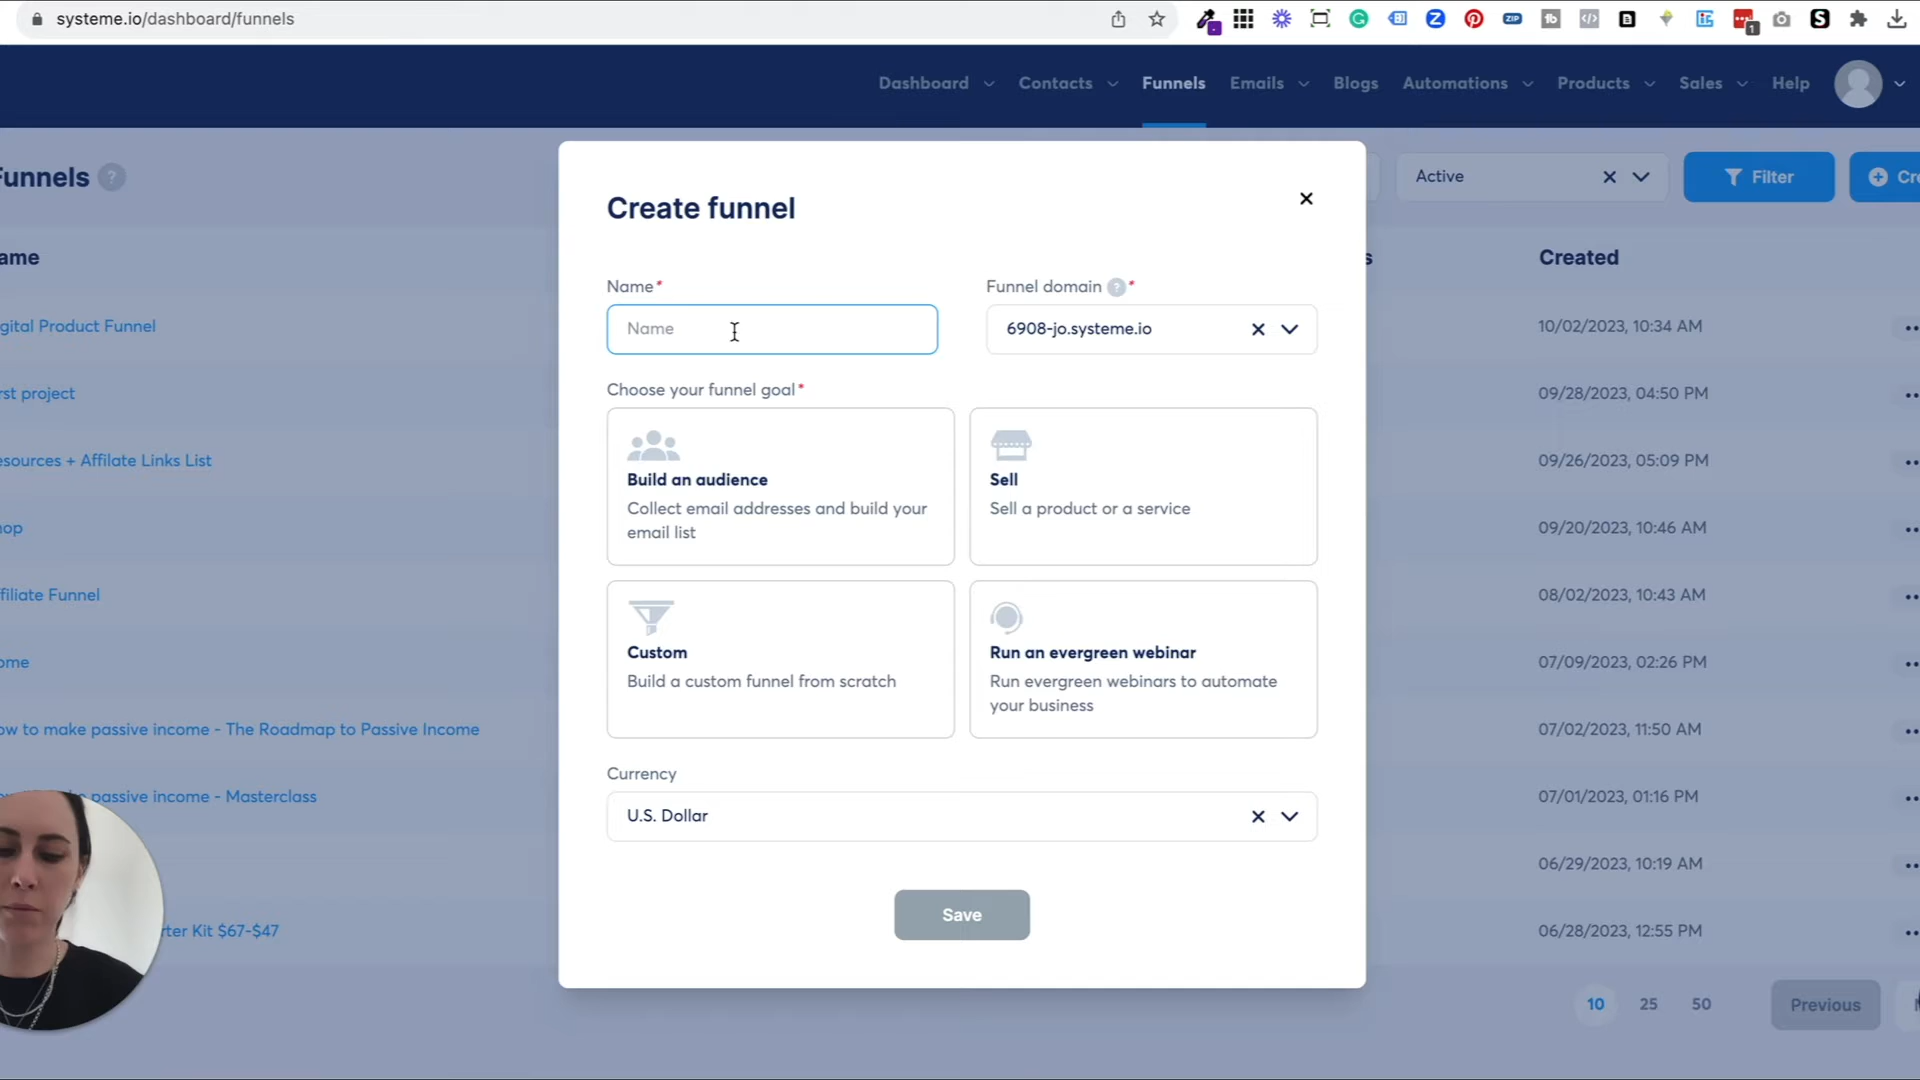 systeme.io/dashboard/funnels
Dashboard Contacts Funnels Emails Blogs Automations Products Sales Help
Funnels ?
Active
Filter
Cre
ame
s
Created
Create funnel
Name*
Funnel domain ? *
Name
6908-jo.systeme.io
Choose your funnel goal*
Build an audience
Collect email addresses and build your
email list
Sell
Sell a product or a service
Custom
Build a custom funnel from scratch
Run an evergreen webinar
Run evergreen webinars to automate
your business
Currency
U.S. Dollar
Save
gital Product Funnel 10/02/2023, 10:34 AM
rst project 09/28/2023, 04:50 PM
esources + Affilate Links List 09/26/2023, 05:09 PM
hop 09/20/2023, 10:46 AM
ffiliate Funnel 08/02/2023, 10:43 AM
ome 07/09/2023, 02:26 PM
ow to make passive income - The Roadmap to Passive Income 07/02/2023, 11:50 AM
passive income - Masterclass 07/01/2023, 01:16 PM
06/29/2023, 10:19 AM
rter Kit $67-$47 06/28/2023, 12:55 PM
10 25 50 Previous